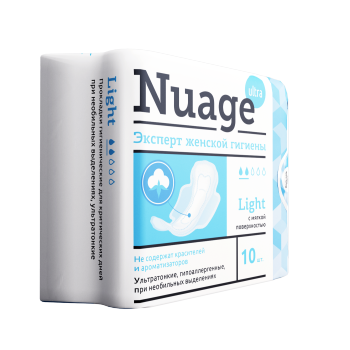 Nuage
ultra
Эксперт женской гигиены
Light
с мягкой
поверхностью
Не содержат красителей
и ароматизаторов
Ультратонкие, гипоаллергенные,
при необильных выделениях
10 шт
Light
Прокладки гигиенические для критических дней
при необильных выделениях, ультратонкие